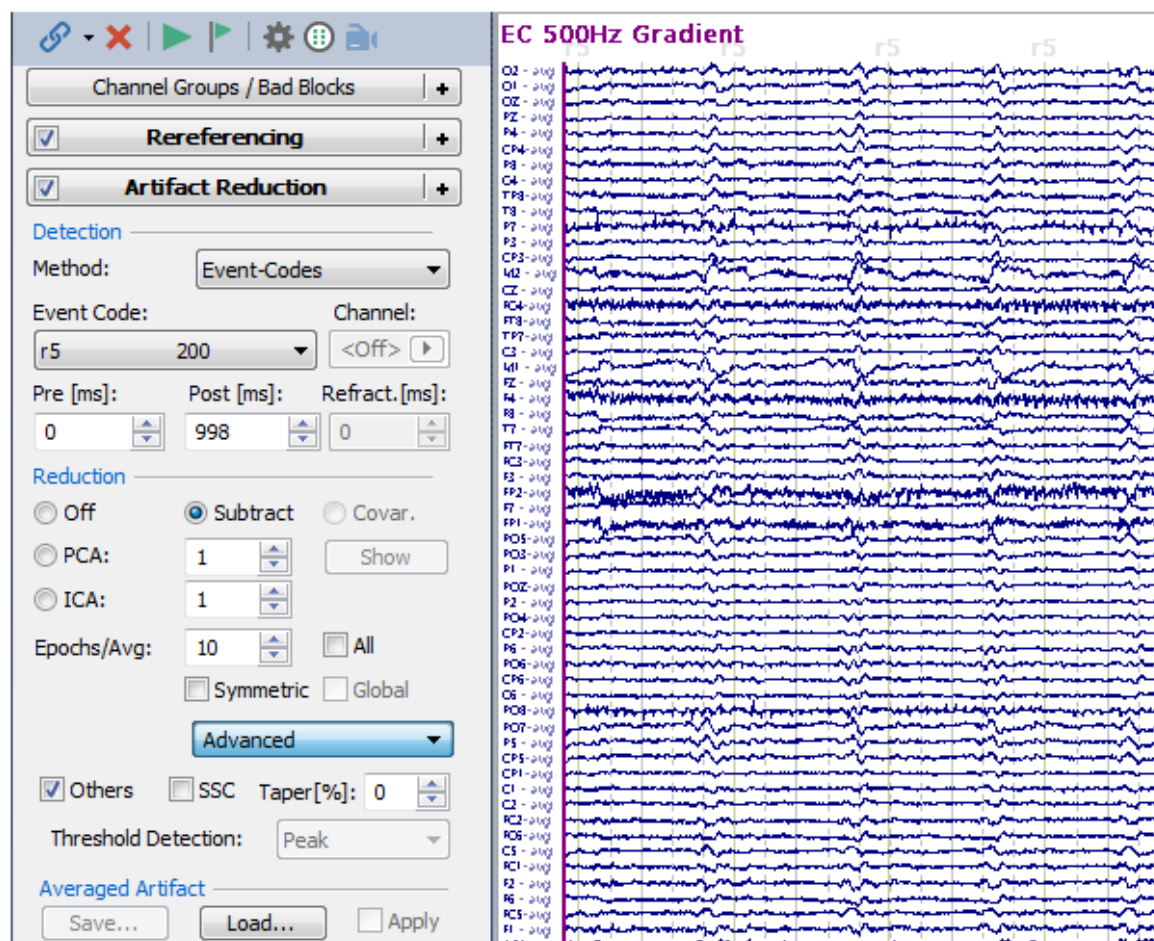 EC 500Hz Gradient
r5 r5 r5 r5
Channel Groups / Bad Blocks +
Rereferencing +
Artifact Reduction +
Detection
Method: Event-Codes
Event Code: Channel:
r5 200 <Off>
Pre [ms]: Post [ms]: Refract.[ms]:
0 998 0
Reduction
Off Subtract Covar.
PCA: 1 Show
ICA: 1
Epochs/Avg: 10 All
Symmetric Global
Advanced
Others SSC Taper[%]: 0
Threshold Detection: Peak
Averaged Artifact
Save... Load... Apply
O2 - avg
O1 - avg
OZ - avg
PZ - avg
P4 - avg
CP4-avg
P8 - avg
C4 - avg
TP8-avg
T8 - avg
P7 - avg
P3 - avg
CP3-avg
M2 - avg
CZ - avg
FC4-avg
FT8-avg
TP7-avg
C3 - avg
M1 - avg
FZ - avg
F4 - avg
F8 - avg
T7 - avg
FT7-avg
FC3-avg
F3 - avg
FP2-avg
F7 - avg
FP1-avg
PO5-avg
PO3-avg
P1 - avg
POZ-avg
P2 - avg
PO4-avg
CP2-avg
P6 - avg
PO6-avg
CP6-avg
C6 - avg
PO8-avg
PO7-avg
P5 - avg
CP5-avg
CP1-avg
C1 - avg
C2 - avg
FC2-avg
FC6-avg
C5 - avg
FC1-avg
F2 - avg
F6 - avg
FC5-avg
F1 - avg